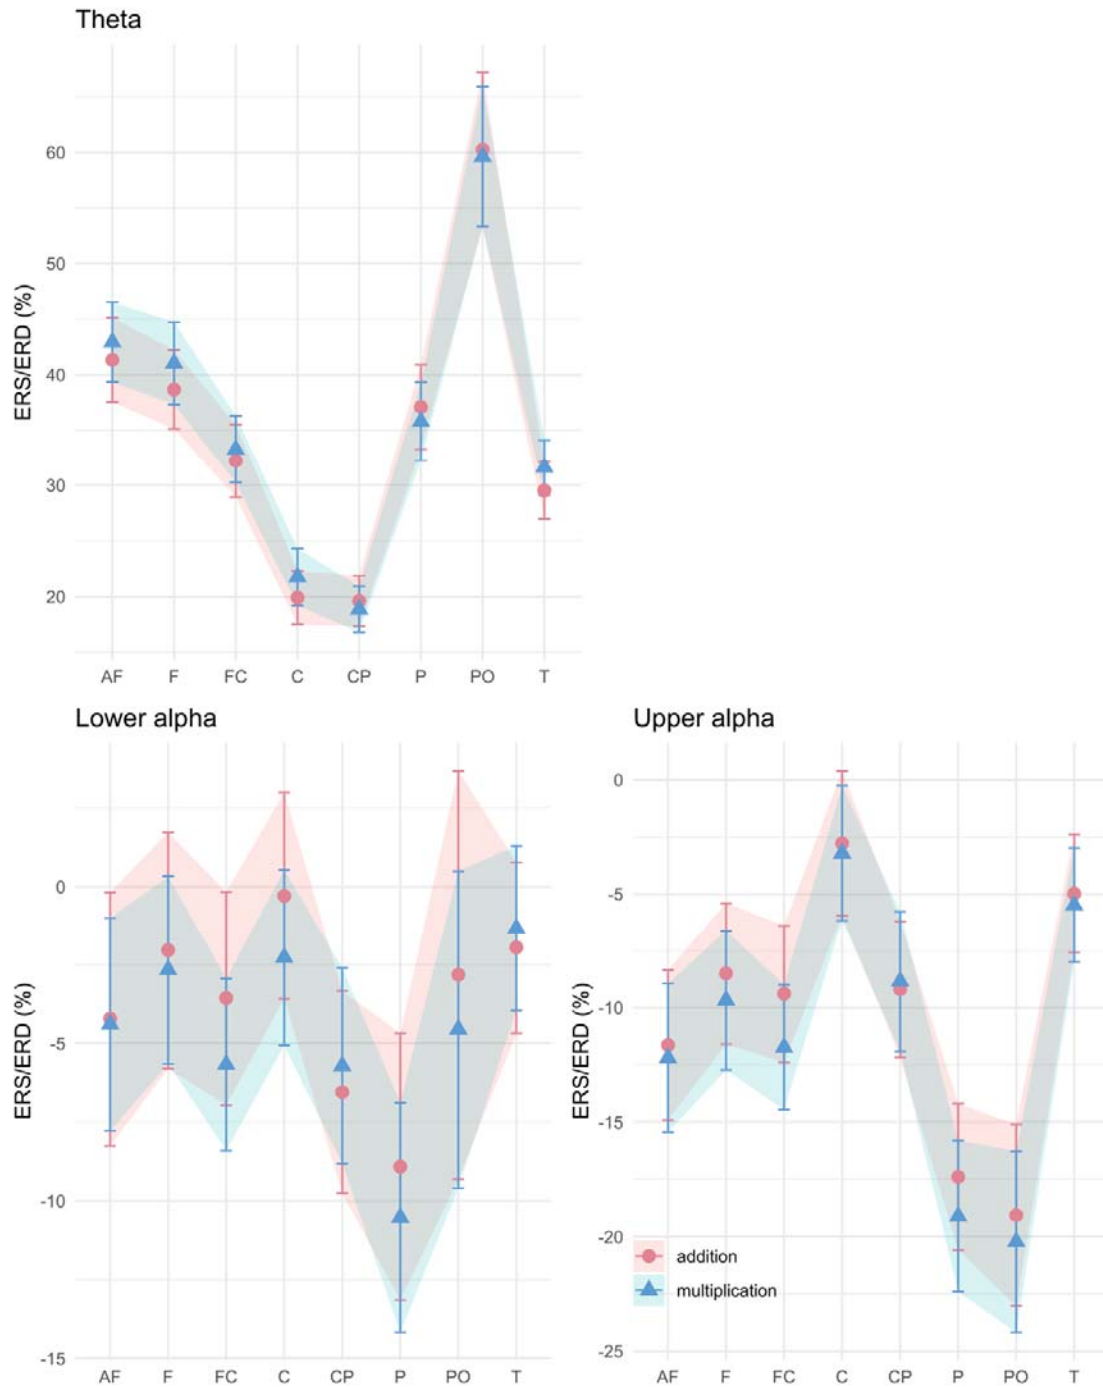 Theta
ERS/ERD (%)
60
50
40
30
20
AF F FC C CP P PO T
Lower alpha
ERS/ERD (%)
0
-5
-10
-15
AF F FC C CP P PO T
Upper alpha
ERS/ERD (%)
0
-5
-10
-15
-20
-25
addition
multiplication
AF F FC C CP P PO T